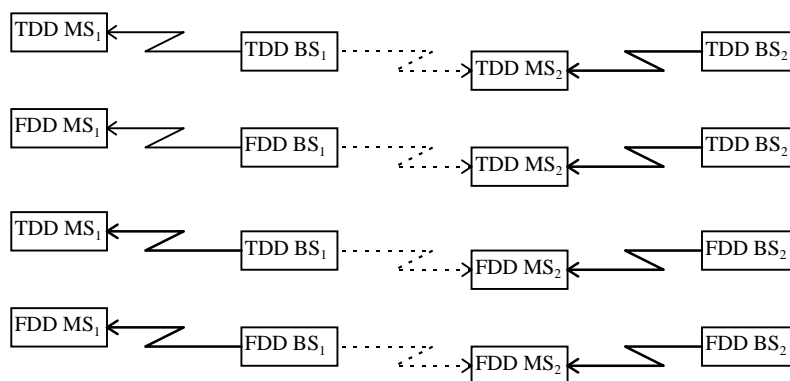 TDD MS₁ TDD BS₁ TDD MS₂ TDD BS₂
FDD MS₁ FDD BS₁ TDD MS₂ TDD BS₂
TDD MS₁ TDD BS₁ FDD MS₂ FDD BS₂
FDD MS₁ FDD BS₁ FDD MS₂ FDD BS₂